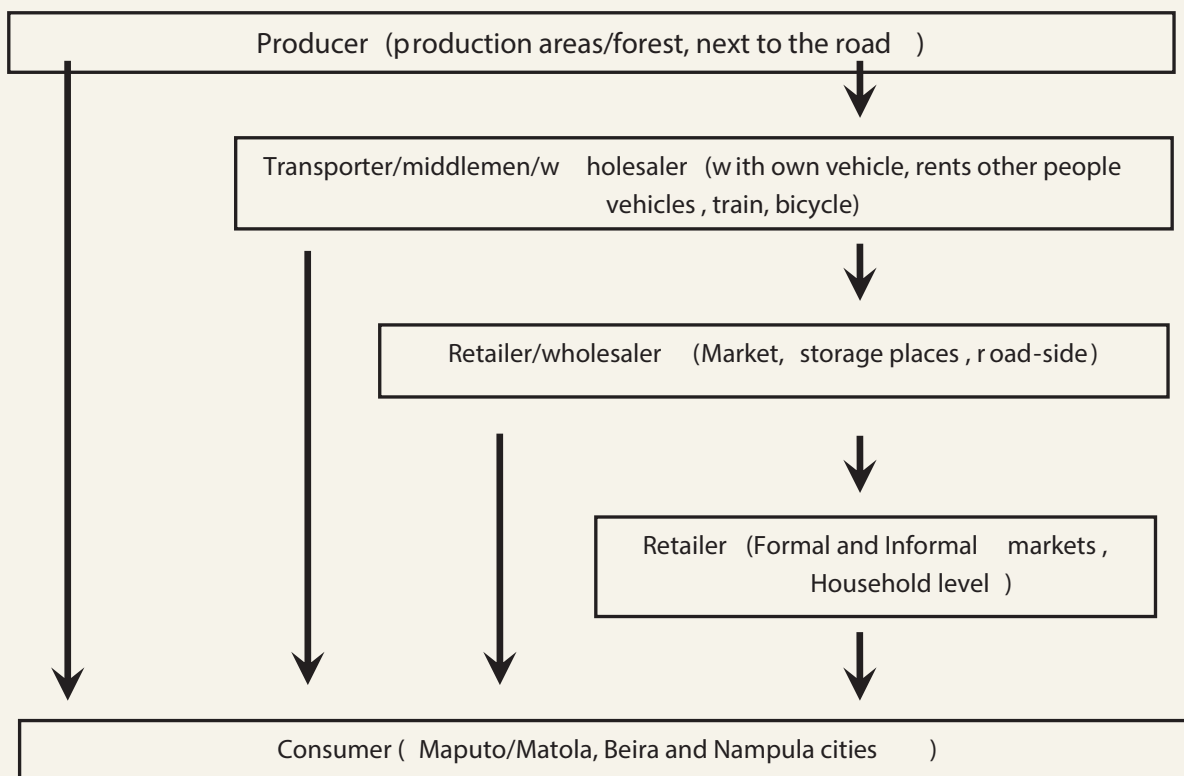 Producer (production areas/forest, next to the road )
Transporter/middlemen/w holesaler (with own vehicle, rents other people
vehicles , train, bicycle)
Retailer/wholesaler (Market, storage places , road-side)
Retailer (Formal and Informal markets ,
Household level )
Consumer ( Maputo/Matola, Beira and Nampula cities )